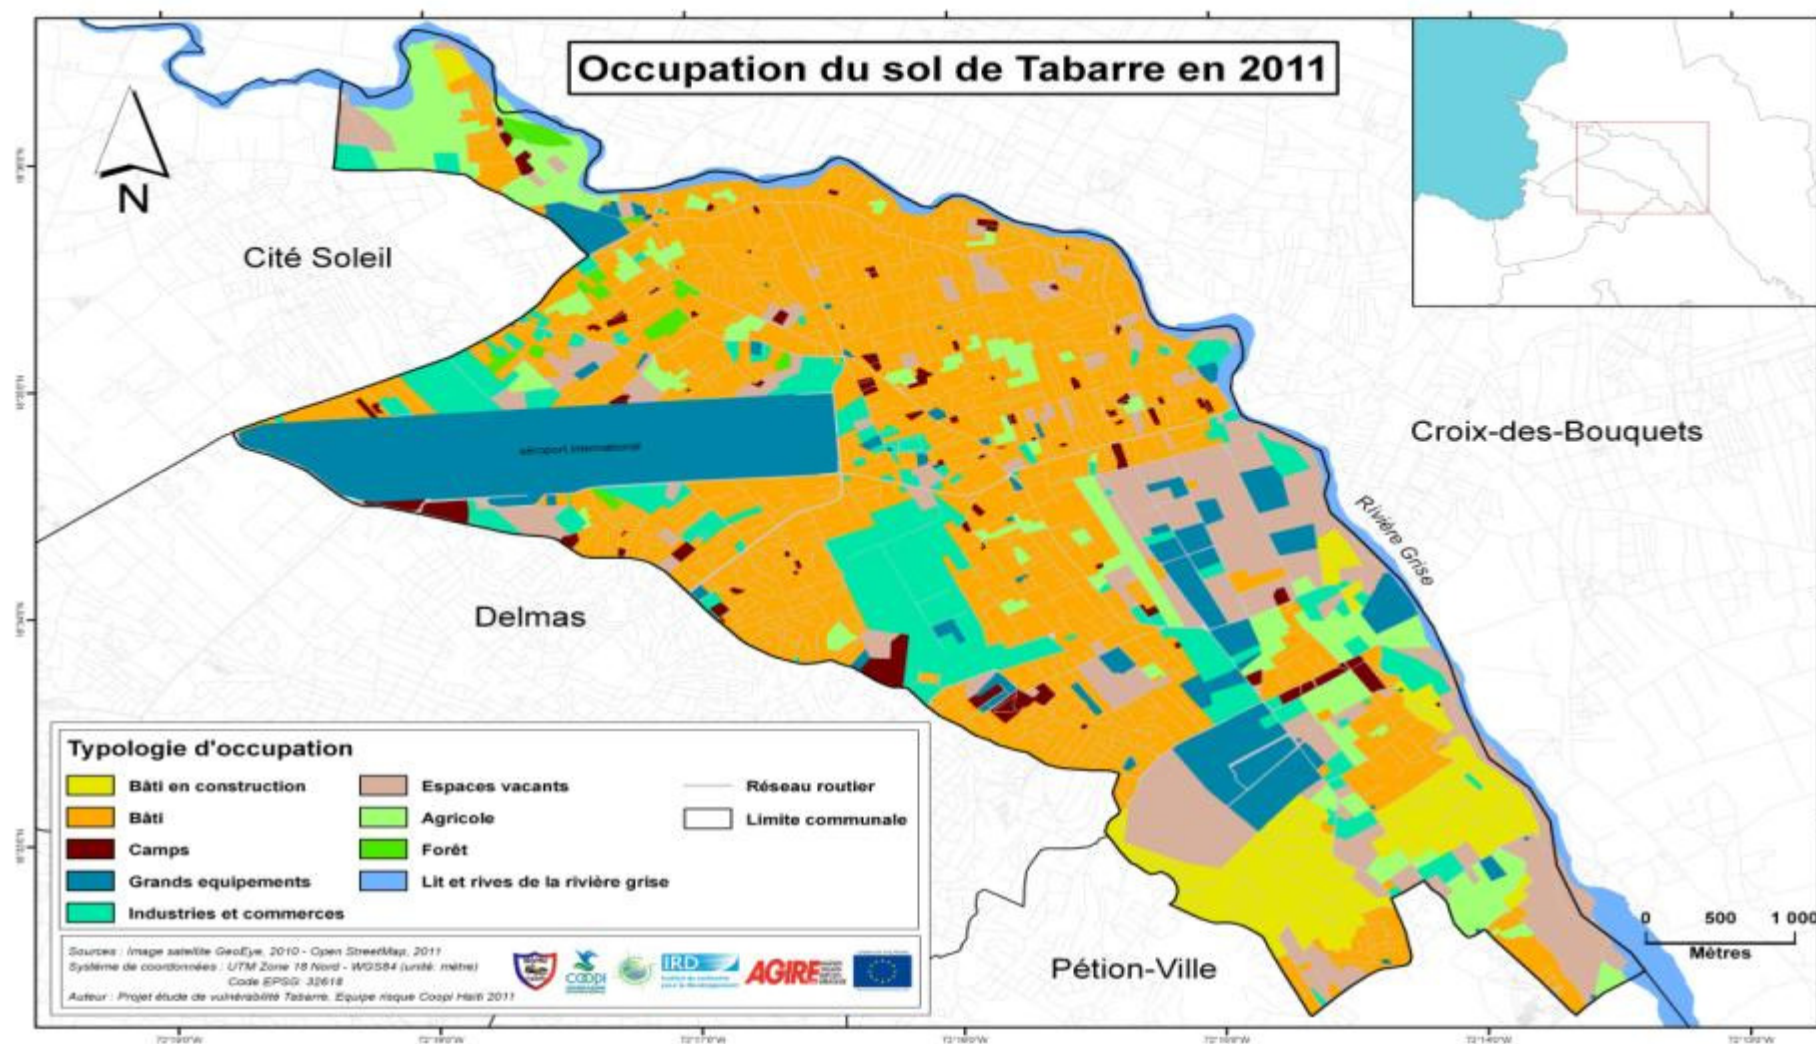 Occupation du sol de Tabarre en 2011
N
Cité Soleil
aéroport international
Croix-des-Bouquets
Rivière Grise
Delmas
Pétion-Ville
Typologie d'occupation
Bâti en construction
Bâti
Camps
Grands equipements
Industries et commerces
Espaces vacants
Agricole
Forêt
Lit et rives de la rivière grise
Réseau routier
Limite communale
Sources : Image satellite GeoEye, 2010 - Open StreetMap, 2011
Système de coordonnées : UTM Zone 18 Nord - WGS84 (unité: mètre)
Code EPSG: 32618
Auteur : Projet étude de vulnérabilité Tabarre. Equipe risque Coopi Haiti 2011
COOPI
IRD
AGIRE
0 500 1 000
Mètres